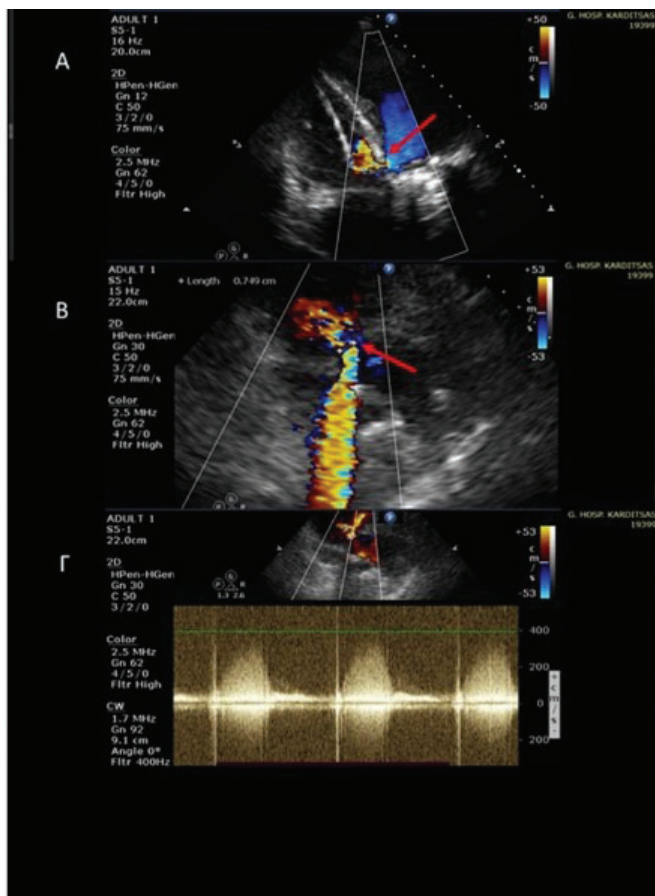 ADULT 1
S5-1
16 Hz
20.0cm
2D
HPen-HGen
Gn 12
C 50
3 / 2 / 0
75 mm/s
Color
2.5 MHz
Gn 62
4 / 5 / 0
Fltr High
A
P
+50
c
m
/
s
-50
G. HOSP. KARDITSAS
19399
G
P R
ADULT 1
S5-1
15 Hz
22.0cm
2D
HPen-HGen
Gn 30
C 50
3 / 2 / 0
75 mm/s
Color
2.5 MHz
Gn 62
4 / 5 / 0
Fltr High
B
+ Length 0.749 cm
P
+53
c
m
/
s
-53
G. HOSP. KARDITSAS
19399
G
P R
ADULT 1
S5-1
22.0cm
2D
HPen-HGen
Gn 30
C 50
3 / 2 / 0
Color
2.5 MHz
Gn 62
4 / 5 / 0
Fltr High
CW
1.7 MHz
Gn 92
9.1 cm
Angle 0°
Fltr 400Hz
Γ
P
G
P R
1.3 2.6
+53
c
m
/
s
-53
G. HOSP. KARDITSAS
19399
400
200
200
+
c
m
/
s
-